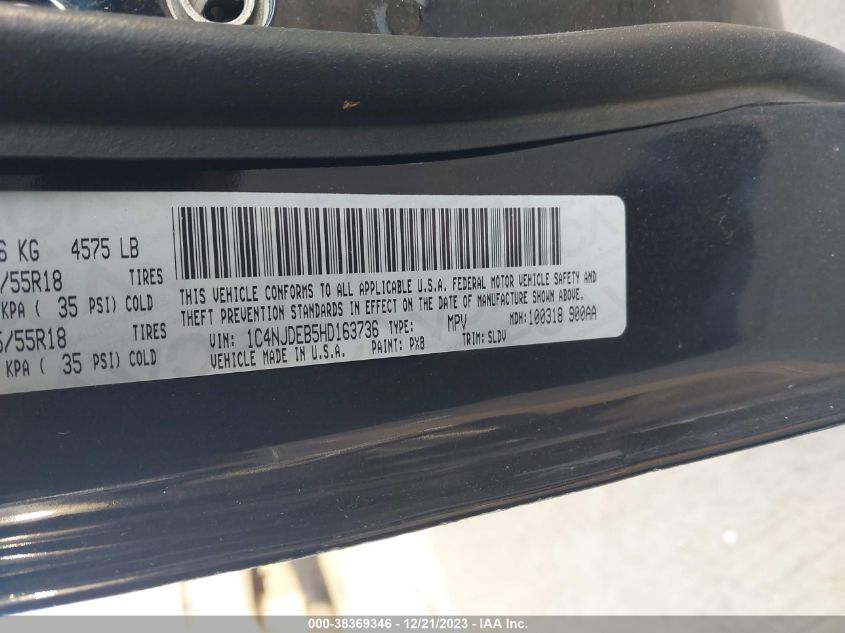 6 KG 4575 LB
/55R18 TIRES
KPA ( 35 PSI) COLD
/55R18 TIRES
KPA ( 35 PSI) COLD
THIS VEHICLE CONFORMS TO ALL APPLICABLE U.S.A. FEDERAL MOTOR VEHICLE SAFETY AND
THEFT PREVENTION STANDARDS IN EFFECT ON THE DATE OF MANUFACTURE SHOWN ABOVE.
VIN: 1C4NJDEB5HD163736 TYPE: MPV MDH:100318 900AA
VEHICLE MADE IN U.S.A. PAINT: PX8 TRIM: SLDV
000-38369346 - 12/21/2023 - IAAI.com